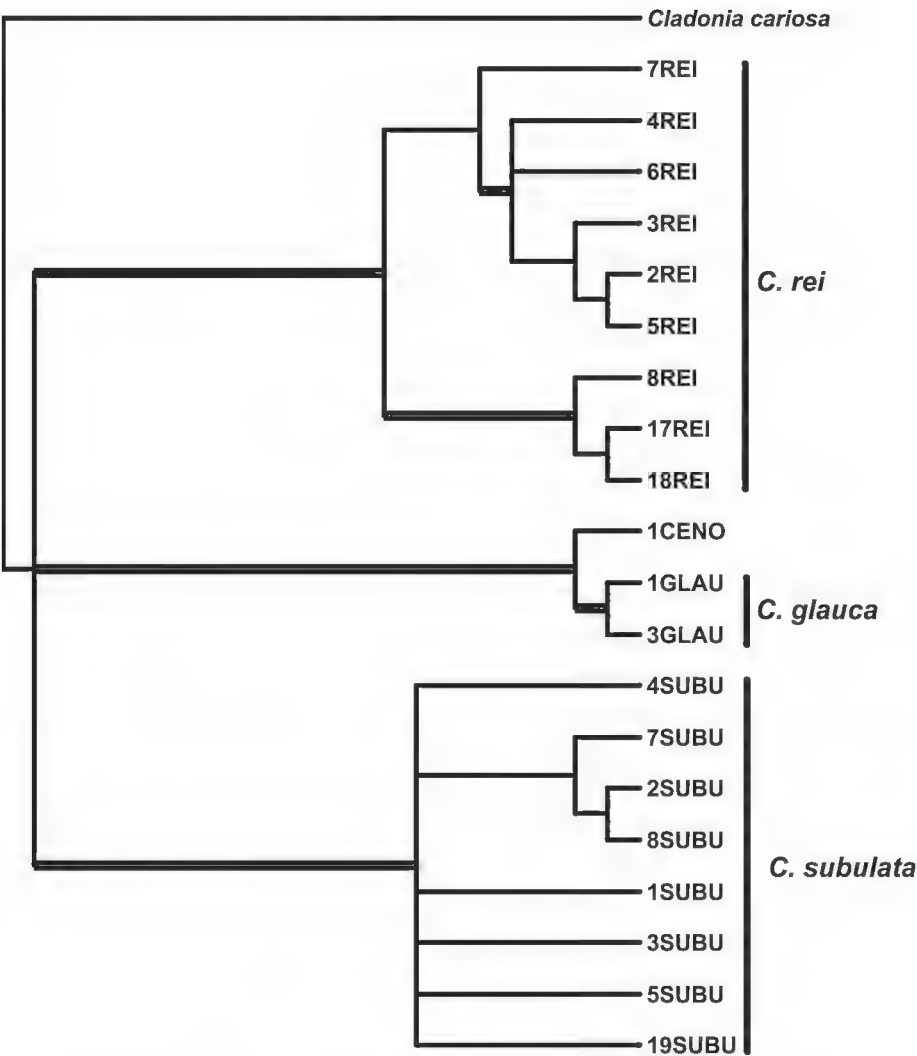 Cladonia cariosa
7REI
4REI
6REI
3REI
2REI
5REI
C. rei
8REI
17REI
18REI
1CENO
1GLAU
C. glauca
3GLAU
4SUBU
7SUBU
2SUBU
8SUBU
C. subulata
1SUBU
3SUBU
5SUBU
19SUBU